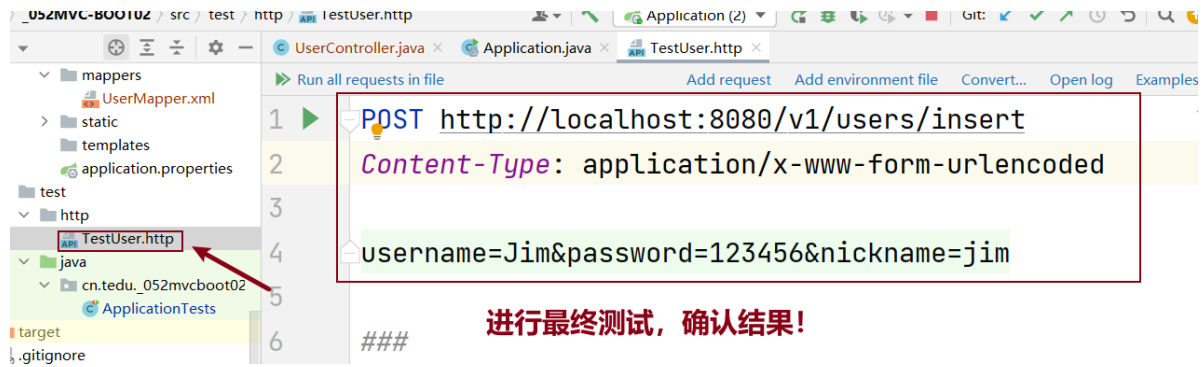 _052MVC-BOOT02 > src > test > http > TestUser.http
Application (2)
Git:
UserController.java
Application.java
TestUser.http
Run all requests in file
Add request
Add environment file
Convert...
Open log
Examples
mappers
UserMapper.xml
static
templates
application.properties
test
http
TestUser.http
java
cn.tedu._052mvcboot02
ApplicationTests
target
.gitignore
1 POST http://localhost:8080/v1/users/insert
2 Content-Type: application/x-www-form-urlencoded
3
4 username=Jim&password=123456&nickname=jim
5
进行最终测试，确认结果！
6 ###